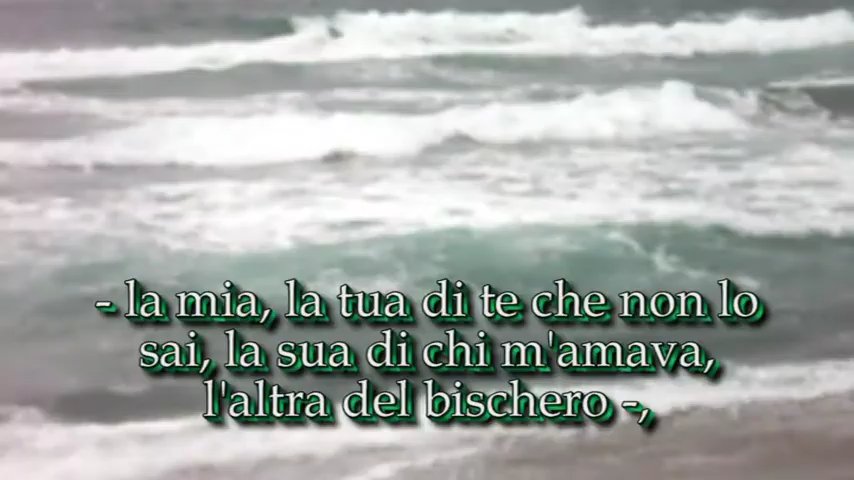 - la mia, la tua di te che non lo
sai, la sua di chi m'amava,
l'altra del bischero -,